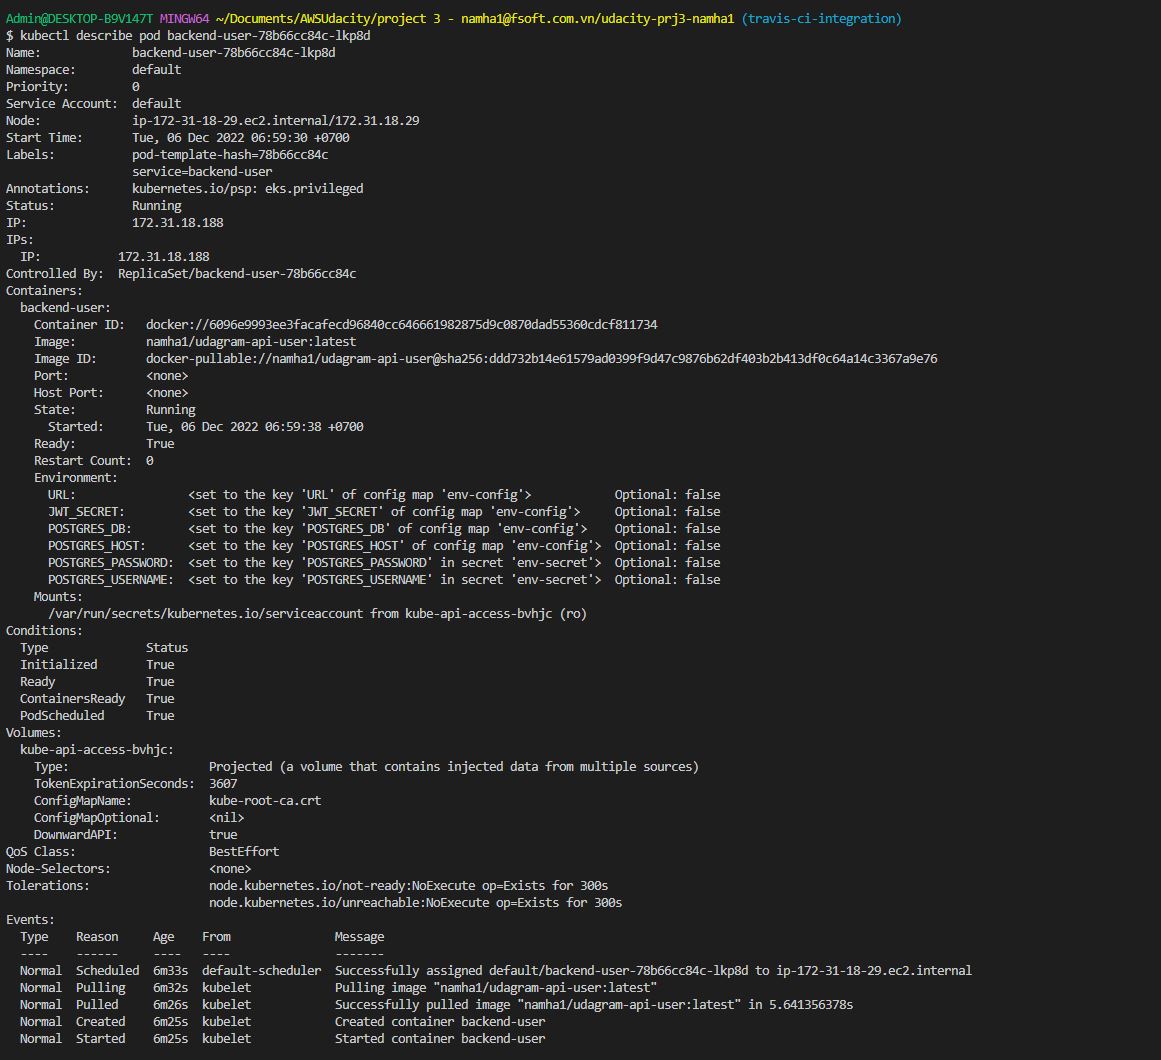 Admin@DESKTOP-B9V147T MINGW64 ~/Documents/AWSUdacity/project 3 - namha1@fsoft.com.vn/udacity-prj3-namha1 (travis-ci-integration)
$ kubectl describe pod backend-user-78b66cc84c-lkp8d
Name:             backend-user-78b66cc84c-lkp8d
Namespace:        default
Priority:         0
Service Account:  default
Node:             ip-172-31-18-29.ec2.internal/172.31.18.29
Start Time:       Tue, 06 Dec 2022 06:59:30 +0700
Labels:           pod-template-hash=78b66cc84c
                  service=backend-user
Annotations:      kubernetes.io/psp: eks.privileged
Status:           Running
IP:               172.31.18.188
IPs:
  IP:           172.31.18.188
Controlled By:  ReplicaSet/backend-user-78b66cc84c
Containers:
  backend-user:
    Container ID:   docker://6096e9993ee3facafecd96840cc646661982875d9c0870dad55360cdcf811734
    Image:          namha1/udagram-api-user:latest
    Image ID:       docker-pullable://namha1/udagram-api-user@sha256:ddd732b14e61579ad0399f9d47c9876b62df403b2b413df0c64a14c3367a9e76
    Port:           <none>
    Host Port:      <none>
    State:          Running
      Started:      Tue, 06 Dec 2022 06:59:38 +0700
    Ready:          True
    Restart Count:  0
    Environment:
      URL:                <set to the key 'URL' of config map 'env-config'>            Optional: false
      JWT_SECRET:         <set to the key 'JWT_SECRET' of config map 'env-config'>     Optional: false
      POSTGRES_DB:        <set to the key 'POSTGRES_DB' of config map 'env-config'>    Optional: false
      POSTGRES_HOST:      <set to the key 'POSTGRES_HOST' of config map 'env-config'>  Optional: false
      POSTGRES_PASSWORD:  <set to the key 'POSTGRES_PASSWORD' in secret 'env-secret'>  Optional: false
      POSTGRES_USERNAME:  <set to the key 'POSTGRES_USERNAME' in secret 'env-secret'>  Optional: false
    Mounts:
      /var/run/secrets/kubernetes.io/serviceaccount from kube-api-access-bvhjc (ro)
Conditions:
  Type              Status
  Initialized       True
  Ready             True
  ContainersReady   True
  PodScheduled      True
Volumes:
  kube-api-access-bvhjc:
    Type:                    Projected (a volume that contains injected data from multiple sources)
    TokenExpirationSeconds:  3607
    ConfigMapName:           kube-root-ca.crt
    ConfigMapOptional:       <nil>
    DownwardAPI:             true
QoS Class:                   BestEffort
Node-Selectors:              <none>
Tolerations:                 node.kubernetes.io/not-ready:NoExecute op=Exists for 300s
                             node.kubernetes.io/unreachable:NoExecute op=Exists for 300s
Events:
  Type    Reason     Age    From               Message
  ----    ------     ----   ----               -------
  Normal  Scheduled  6m33s  default-scheduler  Successfully assigned default/backend-user-78b66cc84c-lkp8d to ip-172-31-18-29.ec2.internal
  Normal  Pulling    6m32s  kubelet            Pulling image "namha1/udagram-api-user:latest"
  Normal  Pulled     6m26s  kubelet            Successfully pulled image "namha1/udagram-api-user:latest" in 5.641356378s
  Normal  Created    6m25s  kubelet            Created container backend-user
  Normal  Started    6m25s  kubelet            Started container backend-user